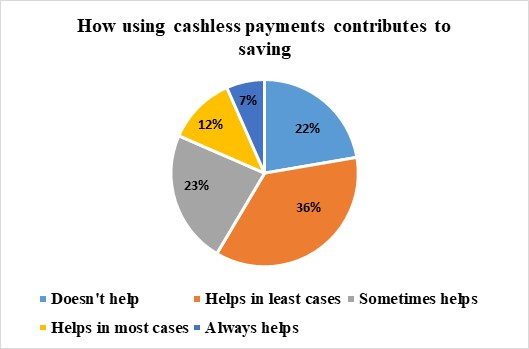 How using cashless payments contributes to
saving
7%
22%
12%
23%
36%
Doesn't help Helps in least cases Sometimes helps
Helps in most cases Always helps